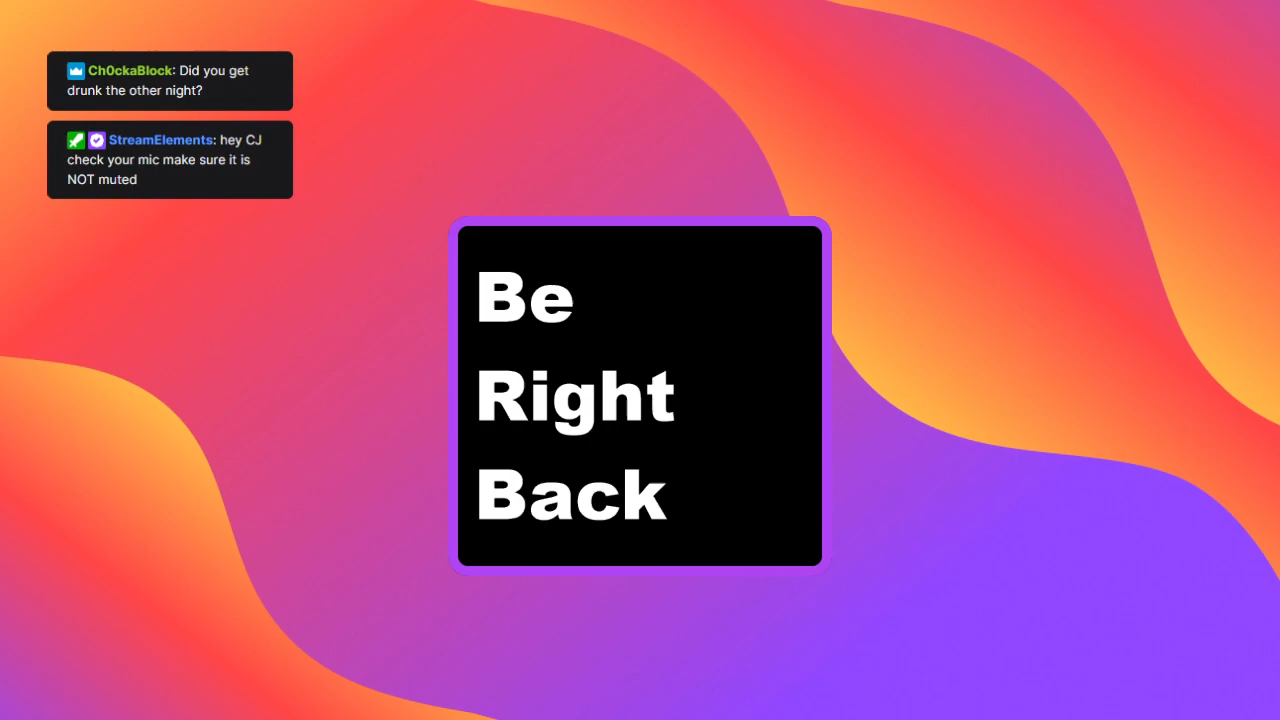 Ch0ckaBlock: Did you get
drunk the other night?
StreamElements: hey CJ
check your mic make sure it is
NOT muted
Be
Right
Back